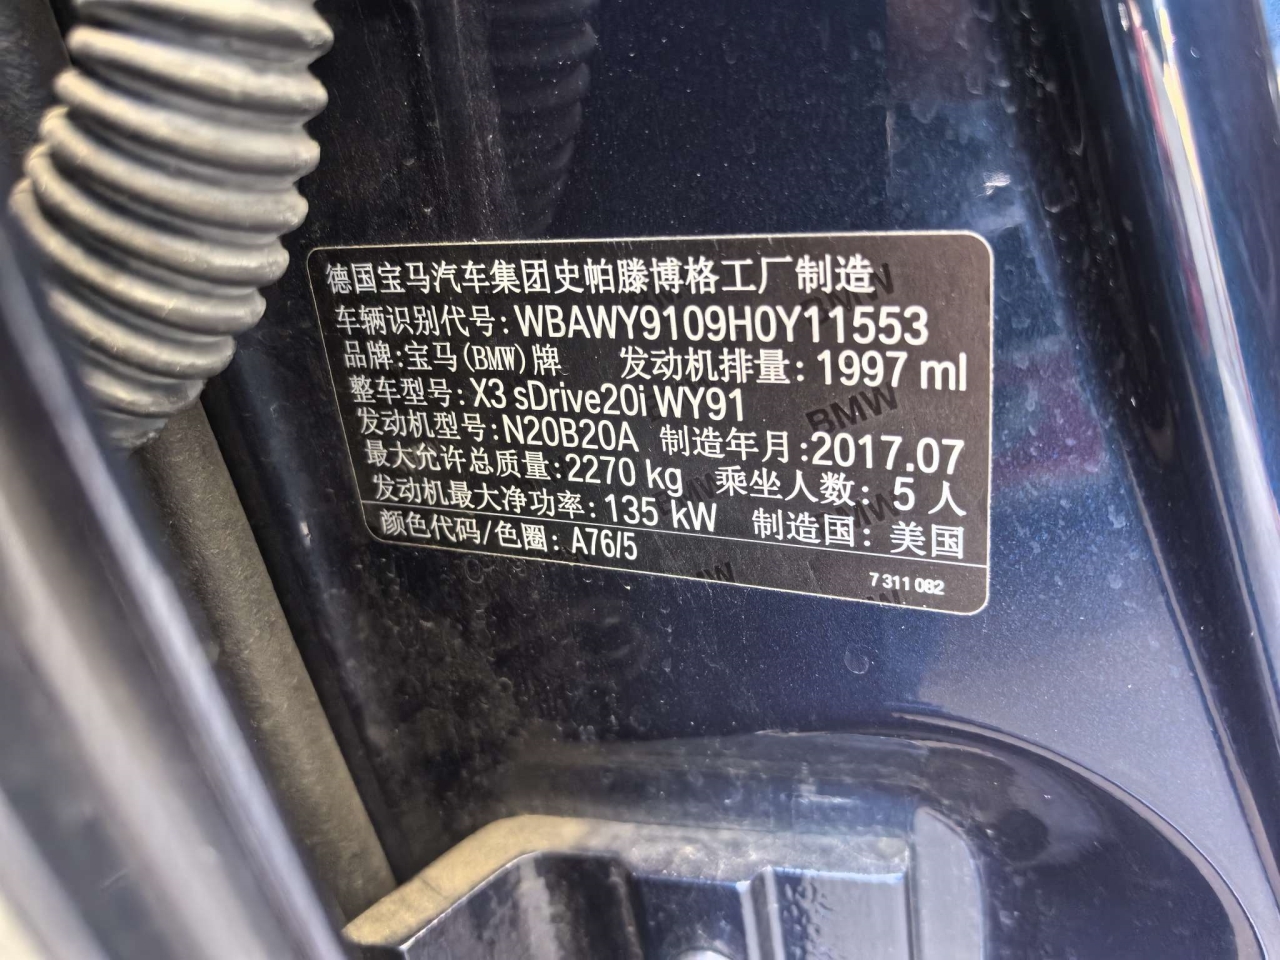 德国宝马汽车集团史帕滕博格工厂制造
车辆识别代号: WBAWY9109H0Y11553
品牌: 宝马(BMW)牌 发动机排量: 1997 ml
整车型号: X3 sDrive20i WY91
发动机型号: N20B20A 制造年月: 2017.07
最大允许总质量: 2270 kg 乘坐人数: 5 人
发动机最大净功率: 135 kW 制造国: 美国
颜色代码/色圈: A76/5
7 311 082
BMW
BMW
BMW
BMW